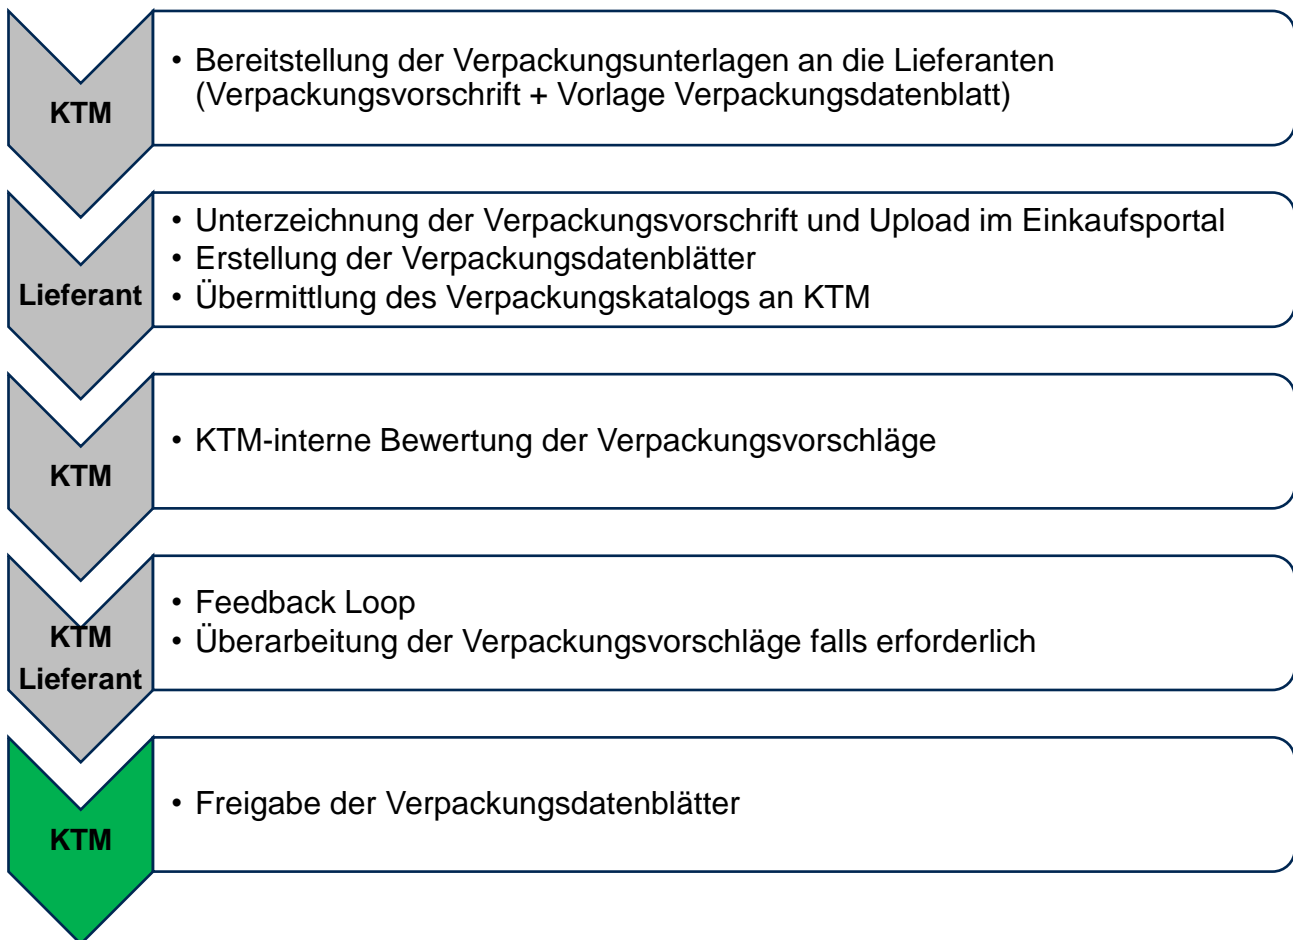 KTM
• Bereitstellung der Verpackungsunterlagen an die Lieferanten
(Verpackungsvorschrift + Vorlage Verpackungsdatenblatt)
Lieferant
• Unterzeichnung der Verpackungsvorschrift und Upload im Einkaufsportal
• Erstellung der Verpackungsdatenblätter
• Übermittlung des Verpackungskatalogs an KTM
KTM
• KTM-interne Bewertung der Verpackungsvorschläge
KTM
Lieferant
• Feedback Loop
• Überarbeitung der Verpackungsvorschläge falls erforderlich
KTM
• Freigabe der Verpackungsdatenblätter